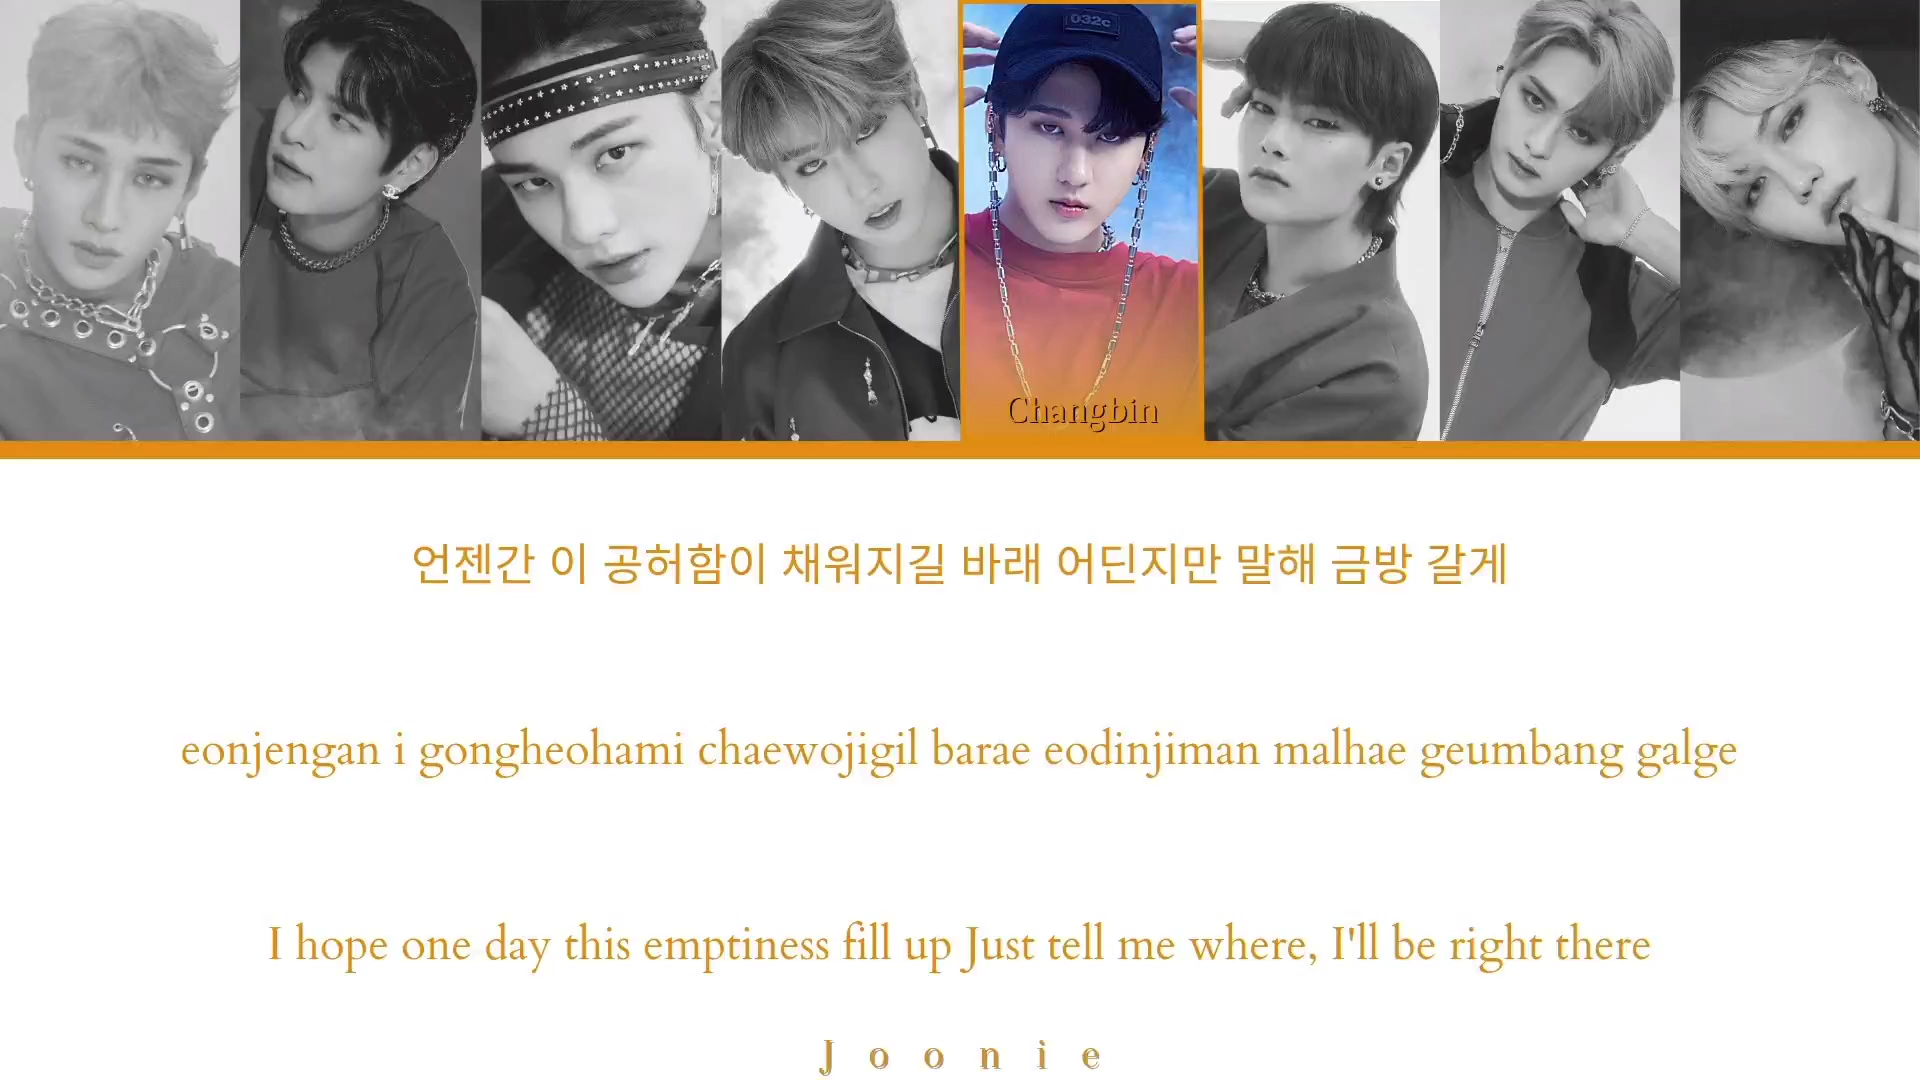 032c
Changbin
언젠간 이 공허함이 채워지길 바래 어딘지만 말해 금방 갈게
eonjengan i gongheohami chaewojigil barae eodinjiman malhae geumbang galge
I hope one day this emptiness fill up Just tell me where, I'll be right there
J o o n i e